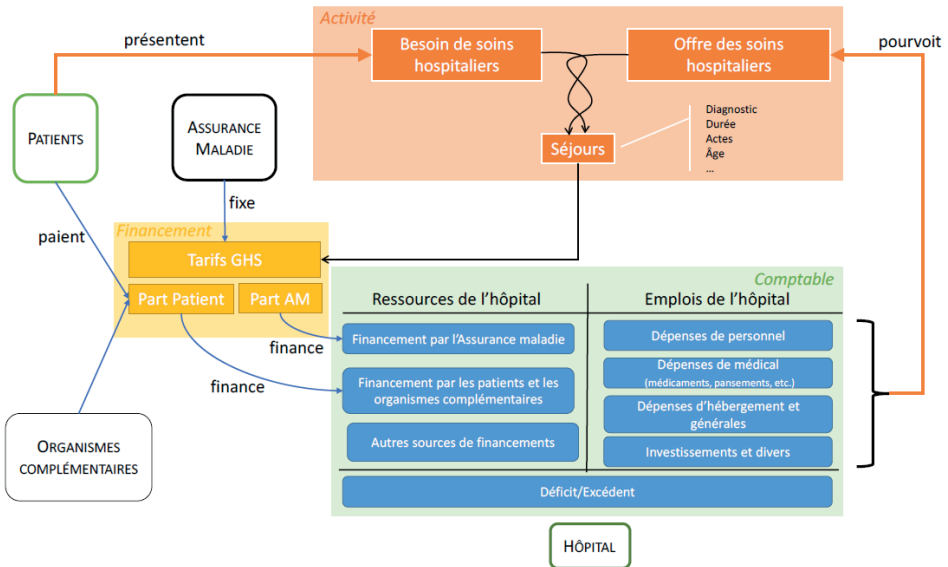 Activité
présentent
Besoin de soins
hospitaliers
Offre des soins
hospitaliers
pourvoit
PATIENTS
ASSURANCE
MALADIE
Séjours
Diagnostic
Durée
Actes
Âge
...
fixe
paient
Financement
Tarifs GHS
Part Patient
Part AM
finance
finance
Comptable
Ressources de l'hôpital
Emplois de l'hôpital
Financement par l'Assurance maladie
Financement par les patients et les
organismes complémentaires
Autres sources de financements
Dépenses de personnel
Dépenses de médical
(médicaments, pansements, etc.)
Dépenses d'hébergement et
générales
Investissements et divers
Déficit/Excédent
ORGANISMES
COMPLÉMENTAIRES
HÔPITAL